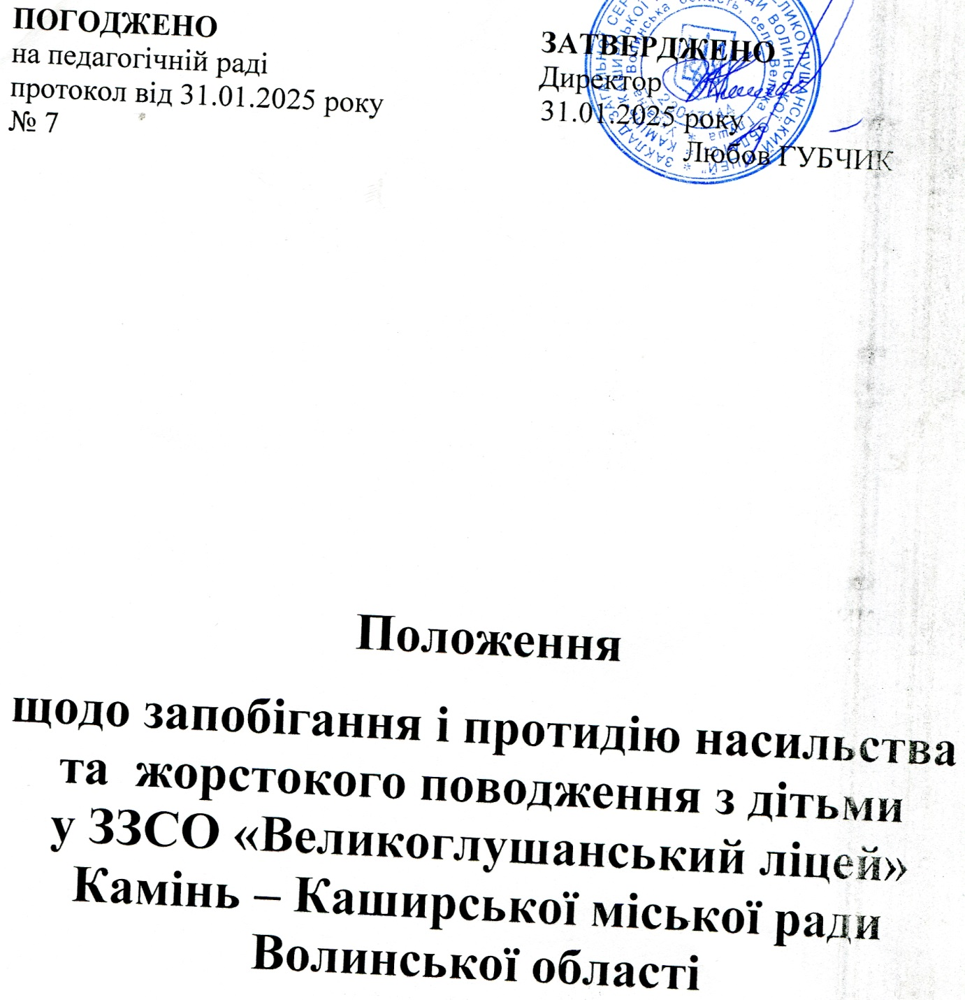 ПОГОДЖЕНО
на педагогічній раді
протокол від 31.01.2025 року
№ 7
ЗАТВЕРДЖЕНО
Директор
31.01.2025 року
Любов ГУБЧИК
Положення
щодо запобігання і протидію насильства
та жорстокого поводження з дітьми
у ЗЗСО «Великоглушанський ліцей»
Камінь – Каширської міської ради
Волинської області